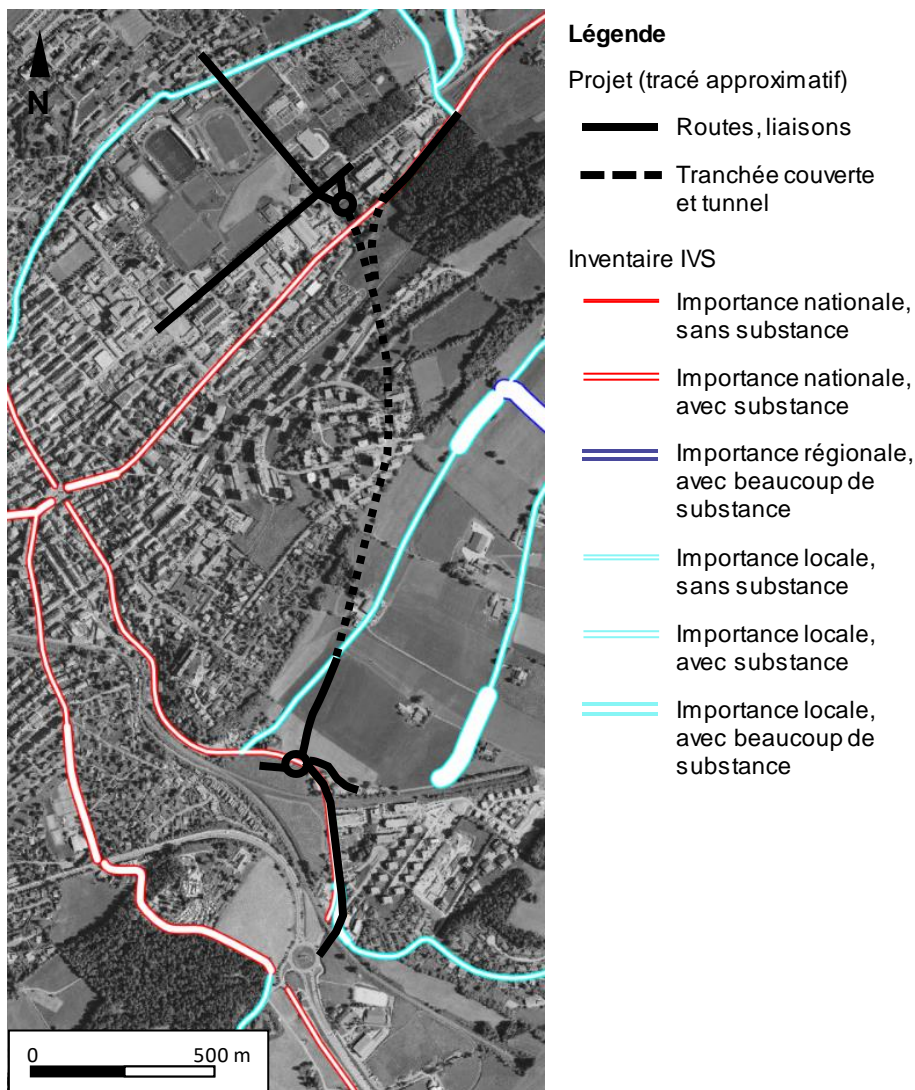 N
0 500 m
Légende
Projet (tracé approximatif)
Routes, liaisons
Tranchée couverte
et tunnel
Inventaire IVS
Importance nationale,
sans substance
Importance nationale,
avec substance
Importance régionale,
avec beaucoup de
substance
Importance locale,
sans substance
Importance locale,
avec substance
Importance locale,
avec beaucoup de
substance